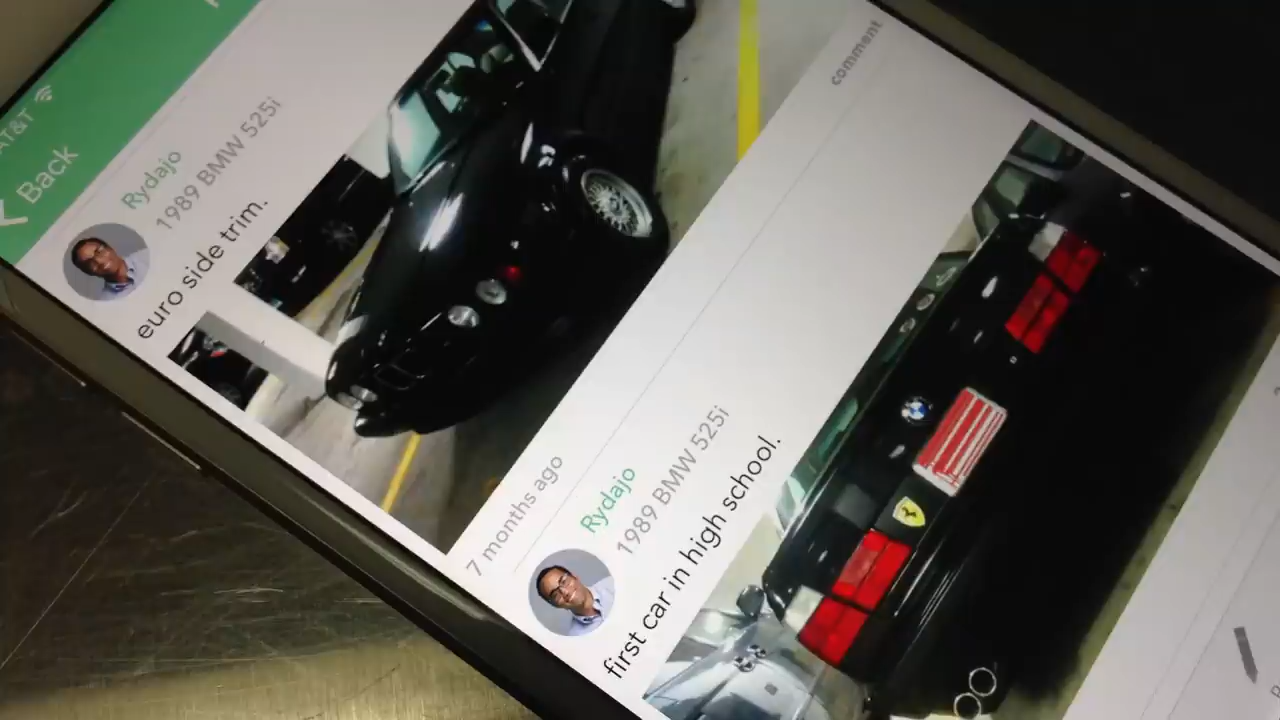 AT&T
Back
Rydajo
1989 BMW 525i
euro side trim.
7 months ago
comment
Rydajo
1989 BMW 525i
first car in high school.